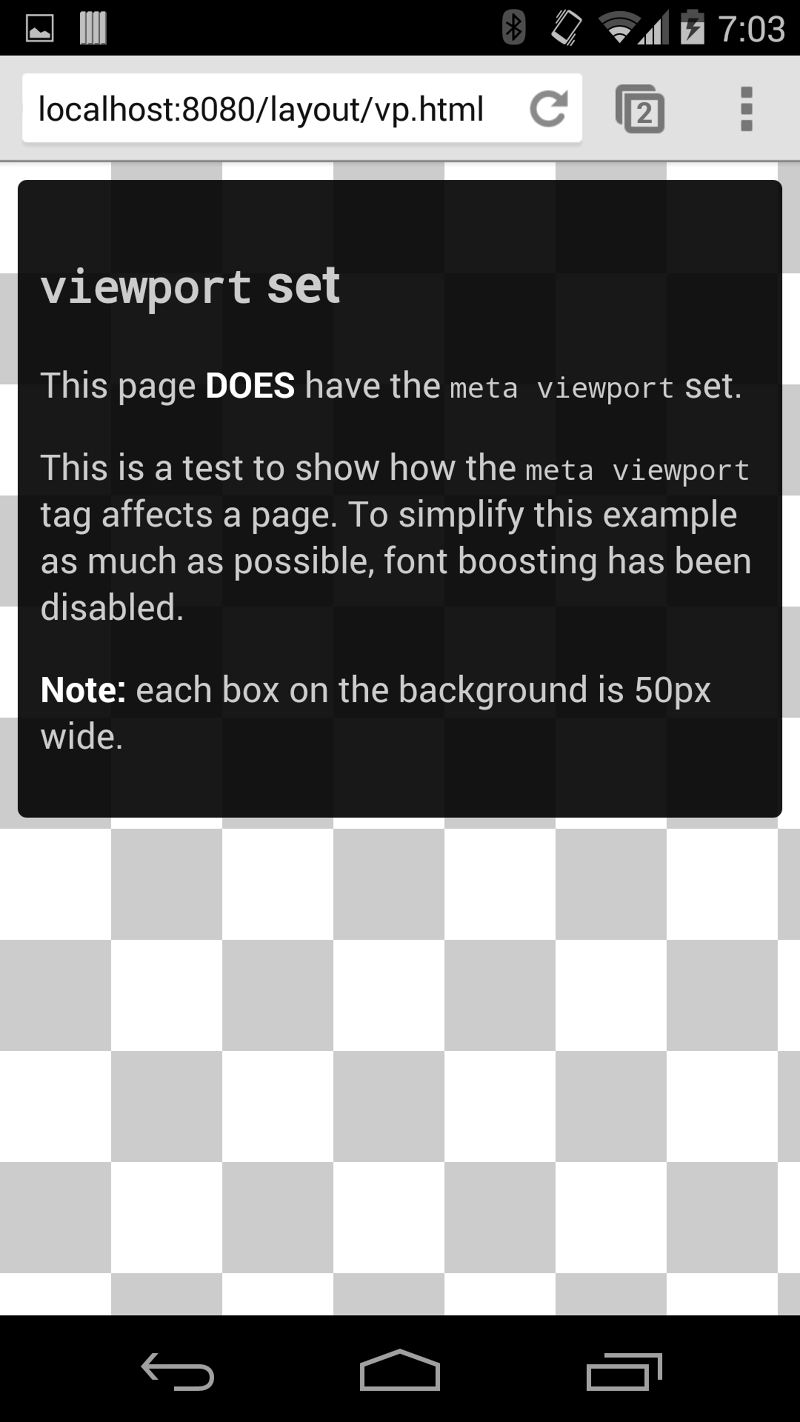 7:03
localhost:8080/layout/vp.html
2
viewport set
This page DOES have the meta viewport set.
This is a test to show how the meta viewport
tag affects a page. To simplify this example
as much as possible, font boosting has been
disabled.
Note: each box on the background is 50px
wide.